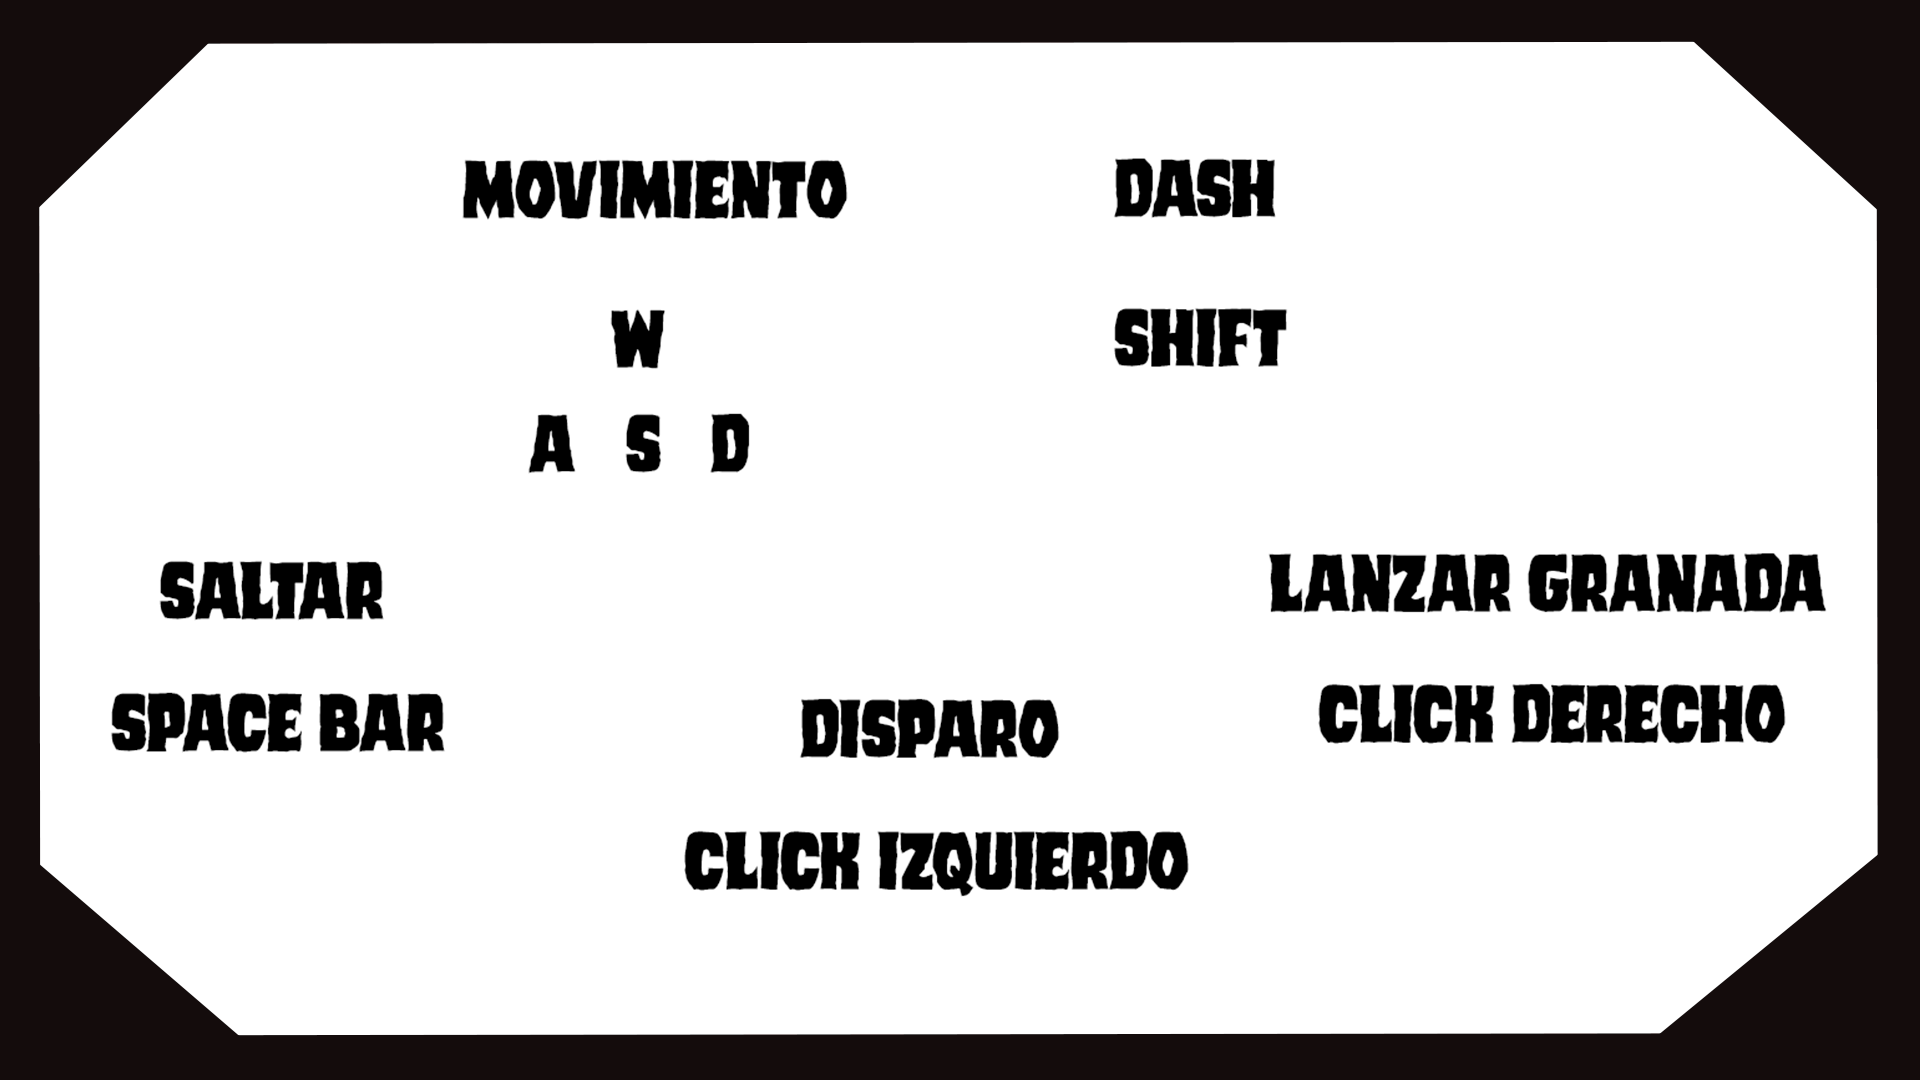 MOVIMIENTO
W
A S D
DASH
SHIFT
SALTAR
SPACE BAR
DISPARO
CLICK IZQUIERDO
LANZAR GRANADA
CLICK DERECHO